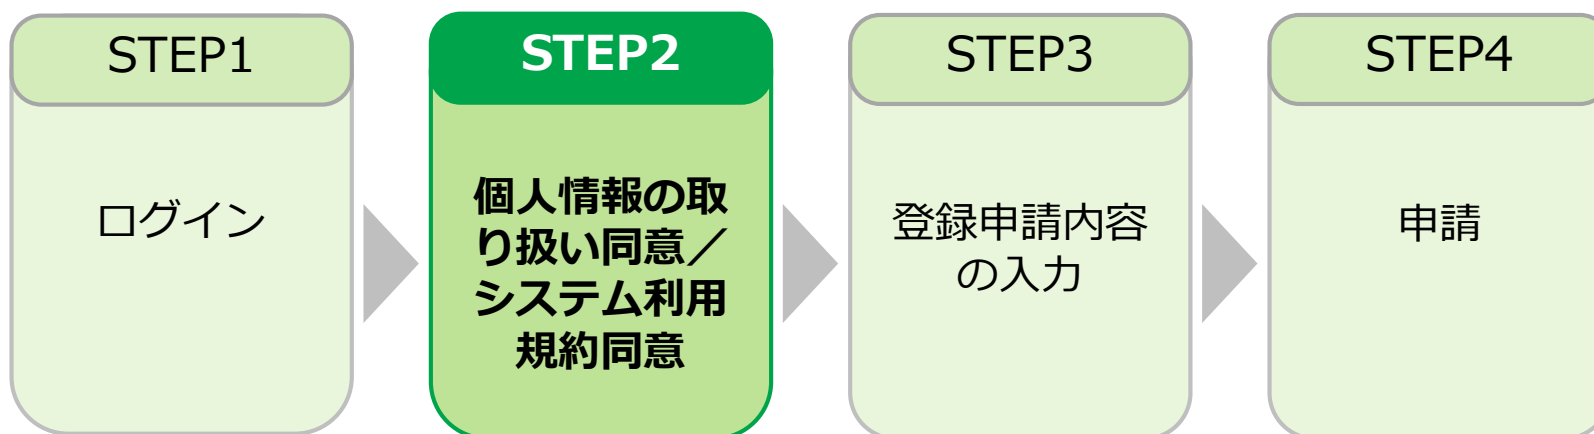 STEP1
ログイン
STEP2
個人情報の取
り扱い同意／
システム利用
規約同意
STEP3
登録申請内容
の入力
STEP4
申請